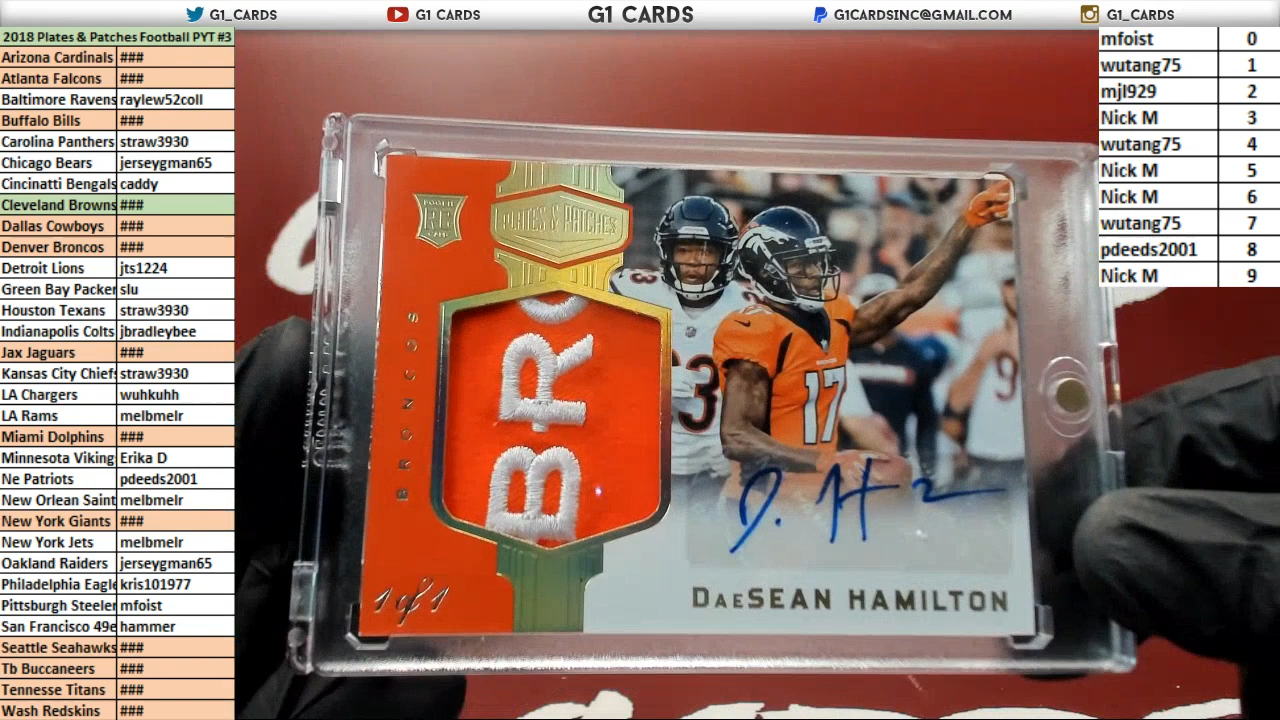 G1_CARDS
G1 CARDS
G1 CARDS
G1CARDSINC@GMAIL.COM
G1_CARDS
2018 Plates & Patches Football PYT #3
Arizona Cardinals ###
Atlanta Falcons ###
Baltimore Ravens raylew52coll
Buffalo Bills ###
Carolina Panthers straw3930
Chicago Bears jerseygman65
Cincinatti Bengals caddy
Cleveland Browns ###
Dallas Cowboys ###
Denver Broncos ###
Detroit Lions jts1224
Green Bay Packer slu
Houston Texans straw3930
Indianapolis Colts jbradleybee
Jax Jaguars ###
Kansas City Chiefs straw3930
LA Chargers wuhkuhh
LA Rams melbmelr
Miami Dolphins ###
Minnesota Viking Erika D
Ne Patriots pdeeds2001
New Orlean Saint melbmelr
New York Giants ###
New York Jets melbmelr
Oakland Raiders jerseygman65
Philadelphia Eagle kris101977
Pittsburgh Steeler mfoist
San Francisco 49e hammer
Seattle Seahawks ###
Tb Buccaneers ###
Tennesse Titans ###
Wash Redskins ###
mfoist 0
wutang75 1
mjl929 2
Nick M 3
wutang75 4
Nick M 5
Nick M 6
wutang75 7
pdeeds2001 8
Nick M 9
PLATES & PATCHES
BRONCOS
BR
17
D. H
1 of 1
DaeSEAN HAMILTON